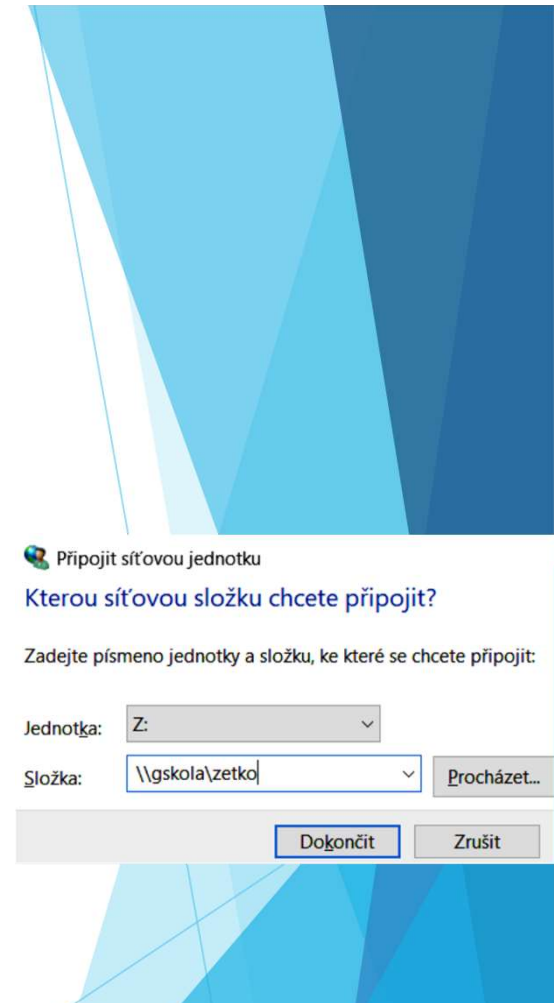 Připojit síťovou jednotku
Kterou síťovou složku chcete připojit?
Zadejte písmeno jednotky a složku, ke které se chcete připojit:
Jednotka: Z:
Složka: \\gskola\zetko Procházet...
Dokončit Zrušit